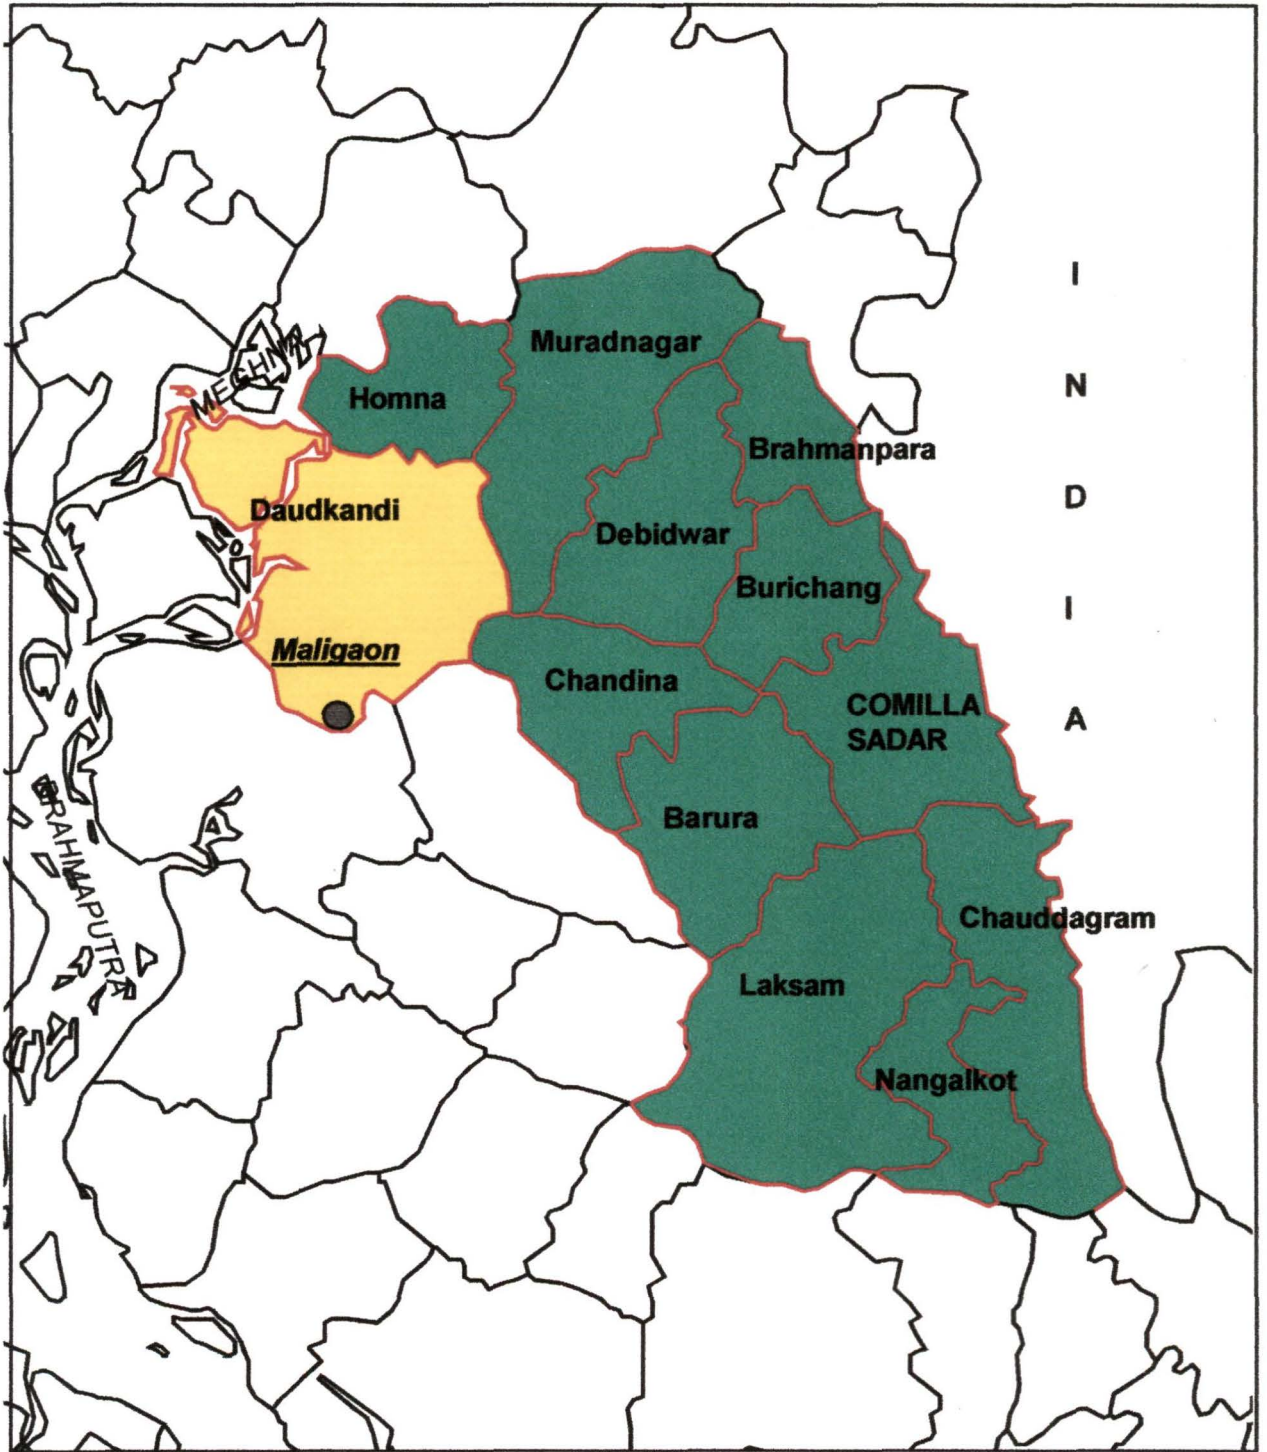 I
N
D
I
A
MEGHNA
Muradnagar
Homna
Brahmanpara
Daudkandi
Debidwar
Burichang
Maligaon
Chandina
COMILLA
SADAR
BRAHMAPUTRA
Barura
Chauddagram
Laksam
Nangalkot